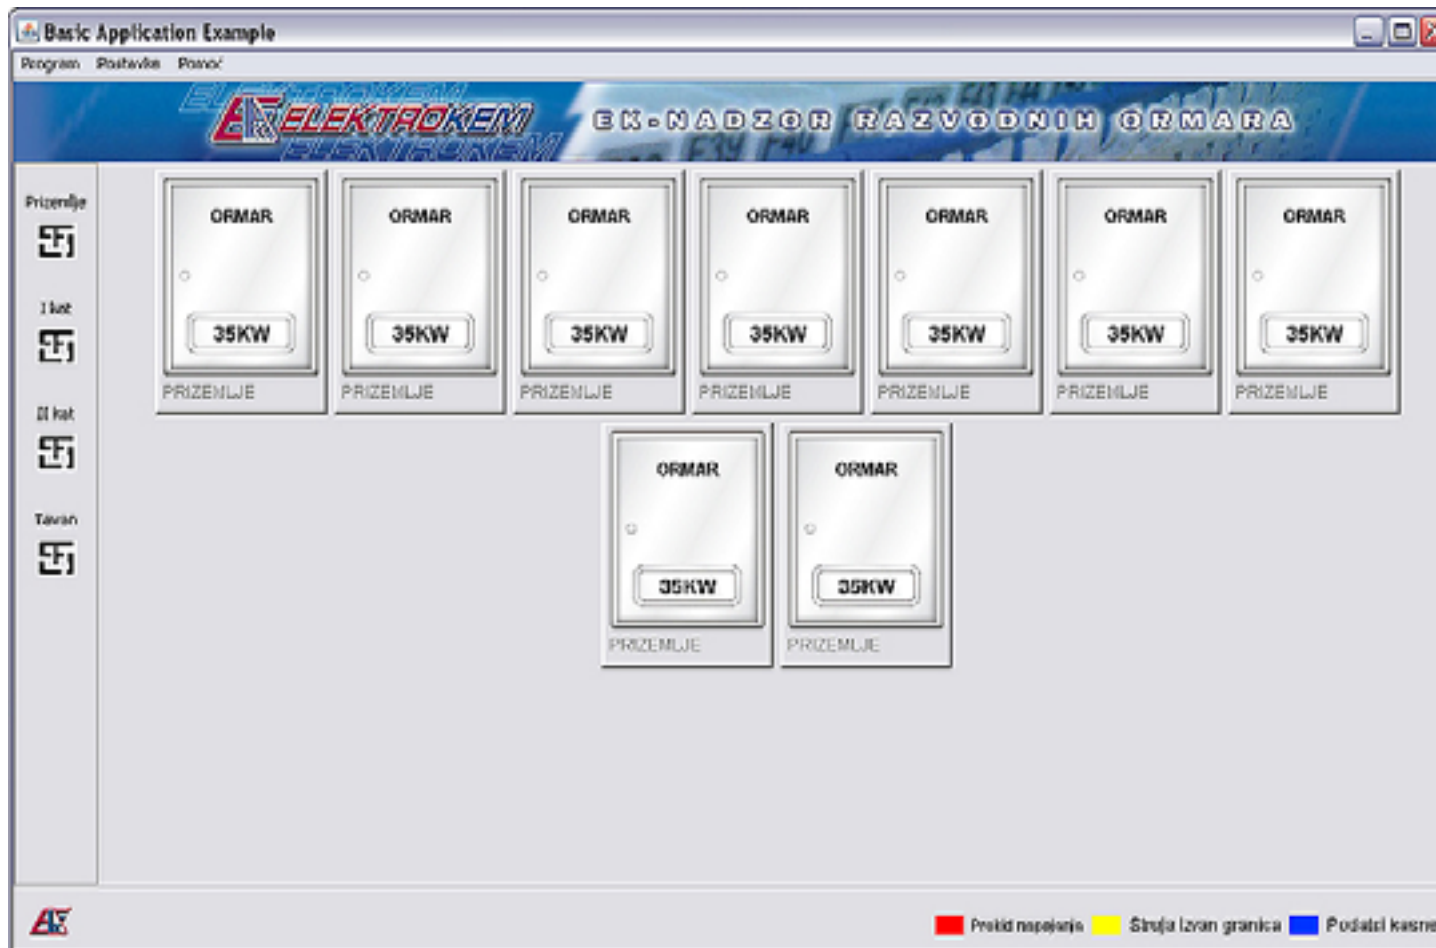 Basic Application Example
Program Postavke Pomoć
ELEKTROKEM EK-NADZOR RAZVODNIH ORMARA
Prizemlje
I kat
II kat
Tavan
ORMAR ORMAR ORMAR ORMAR ORMAR ORMAR ORMAR
35KW 35KW 35KW 35KW 35KW 35KW 35KW
PRIZEMLJE PRIZEMLJE PRIZEMLJE PRIZEMLJE PRIZEMLJE PRIZEMLJE PRIZEMLJE
ORMAR ORMAR
35KW 35KW
PRIZEMLJE PRIZEMLJE
Prekid napajanja Struja izvan granica Podatci kasne